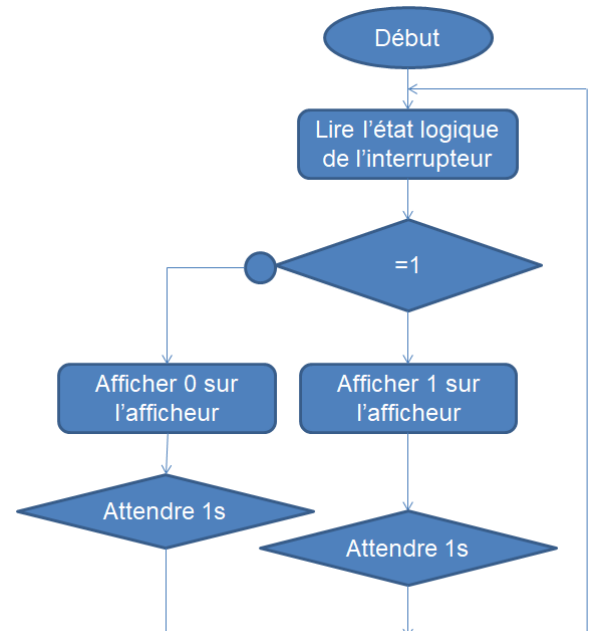 Début
Lire l’état logique
de l’interrupteur
=1
Afficher 0 sur
l’afficheur
Afficher 1 sur
l’afficheur
Attendre 1s
Attendre 1s